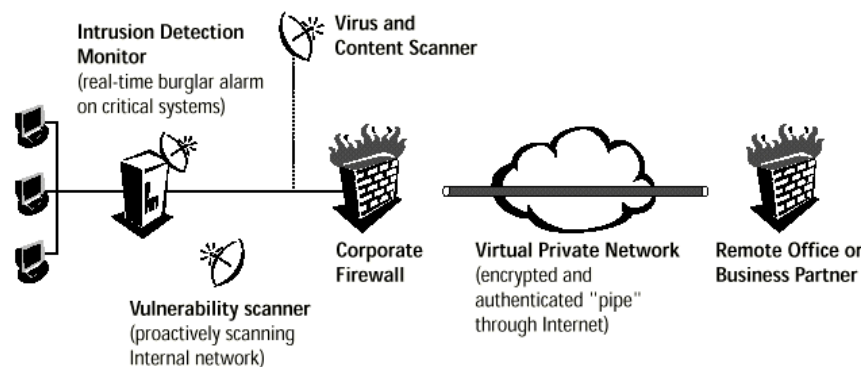 Intrusion Detection
Monitor
(real-time burglar alarm
on critical systems)
Virus and
Content Scanner
Corporate
Firewall
Virtual Private Network
(encrypted and
authenticated "pipe"
through Internet)
Remote Office or
Business Partner
Vulnerability scanner
(proactively scanning
Internal network)